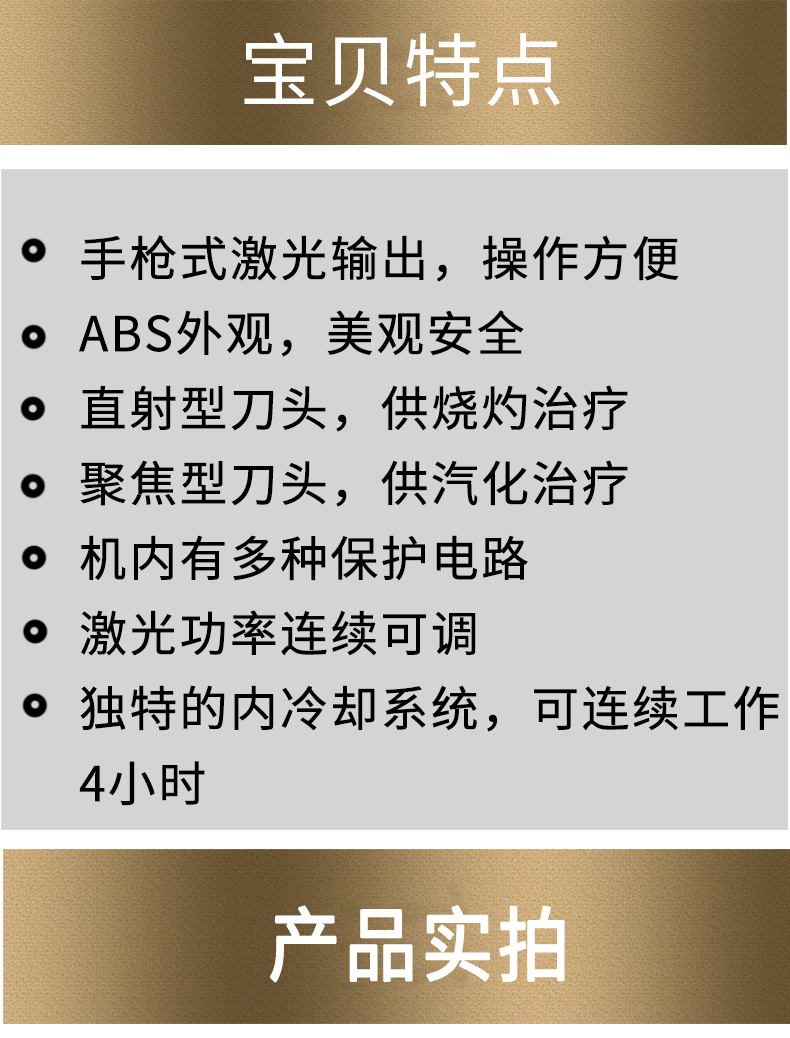 宝贝特点
手枪式激光输出，操作方便
ABS外观，美观安全
直射型刀头，供烧灼治疗
聚焦型刀头，供汽化治疗
机内有多种保护电路
激光功率连续可调
独特的内冷却系统，可连续工作
4小时
产品实拍